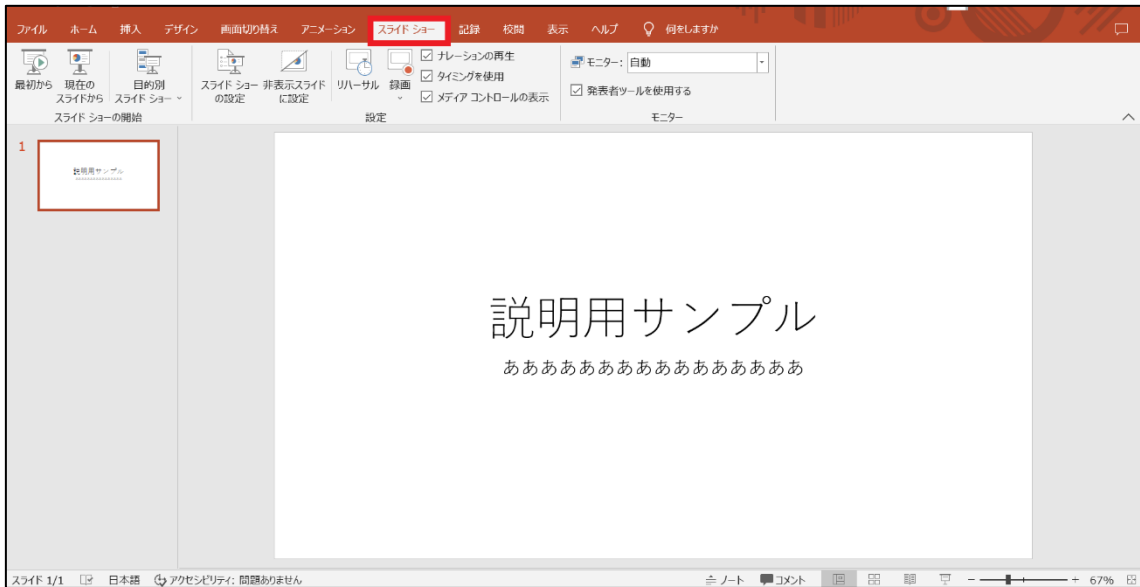 ファイル ホーム 挿入 デザイン 画面切り替え アニメーション スライド ショー 記録 校閲 表示 ヘルプ 何をしますか
最初から 現在の スライドから 目的別 スライド ショー スライド ショー の設定 非表示スライド に設定 リハーサル 録画
ナレーションの再生
タイミングを使用
メディア コントロールの表示
モニター: 自動
発表者ツールを使用する
スライド ショーの開始 設定 モニター
1
説明用サンプル
説明用サンプル
ああああああああああああああああ
スライド 1/1 日本語 アクセシビリティ: 問題ありません ノート コメント 67%